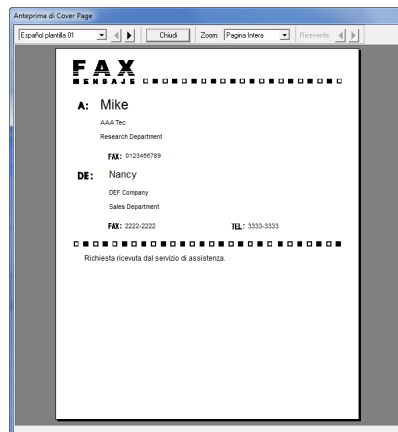 Anteprima di Cover Page
Español plantilla 01 Chiudi Zoom: Pagina Intera Ricevente:
FAX
MENSAJE
A: Mike
AAA Tec
Research Department
FAX: 0123456789
DE: Nancy
DEF Company
Sales Department
FAX: 2222-2222 TEL: 3333-3333
Richiesta ricevuta dal servizio di assistenza.